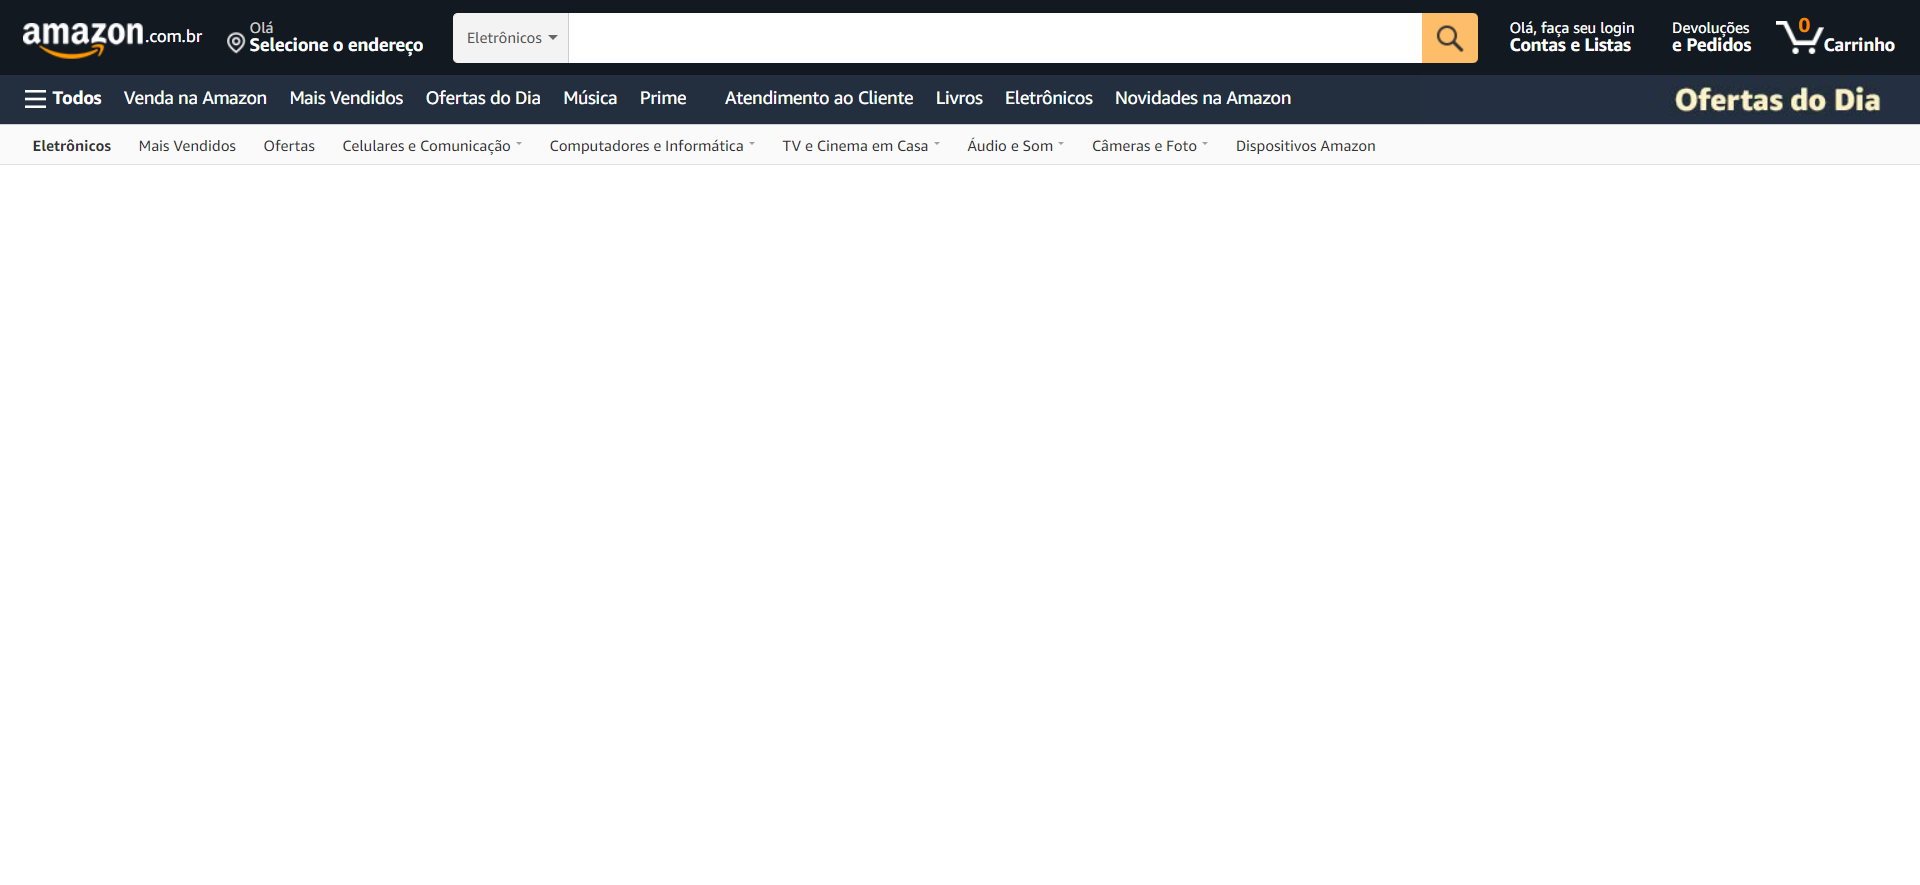 amazon.com.br
Olá
Selecione o endereço
Eletrônicos
Olá, faça seu login
Contas e Listas
Devoluções
e Pedidos
0
Carrinho
Todos Venda na Amazon Mais Vendidos Ofertas do Dia Música Prime Atendimento ao Cliente Livros Eletrônicos Novidades na Amazon Ofertas do Dia
Eletrônicos Mais Vendidos Ofertas Celulares e Comunicação Computadores e Informática TV e Cinema em Casa Áudio e Som Câmeras e Foto Dispositivos Amazon